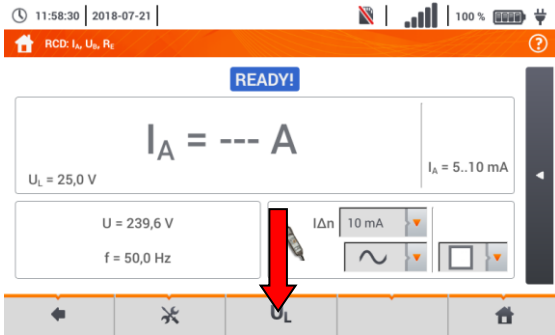 11:58:30 2018-07-21 100 %
RCD: IA, UB, RE ?
READY!
IA = --- A
UL = 25,0 V
IA = 5..10 mA
U = 239,6 V
f = 50,0 Hz
IΔn 10 mA
UL